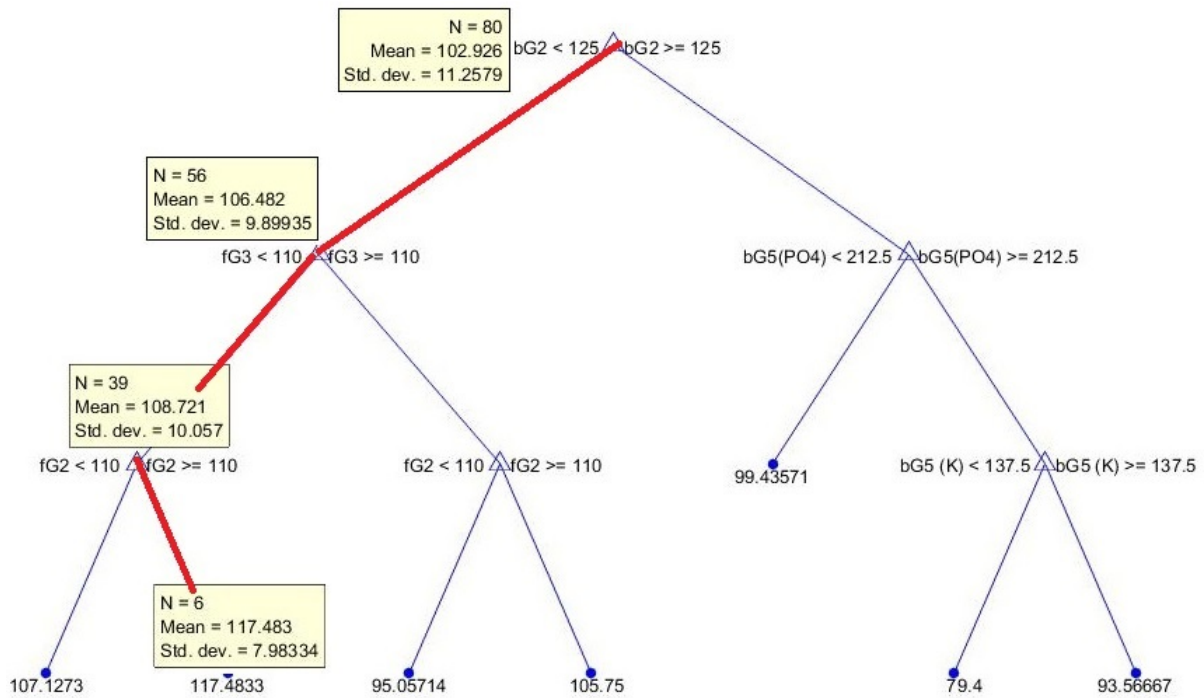 N = 80
Mean = 102.926
Std. dev. = 11.2579
bG2 < 125 bG2 >= 125
N = 56
Mean = 106.482
Std. dev. = 9.89935
fG3 < 110 fG3 >= 110
bG5(PO4) < 212.5 bG5(PO4) >= 212.5
N = 39
Mean = 108.721
Std. dev. = 10.057
fG2 < 110 fG2 >= 110
fG2 < 110 fG2 >= 110
99.43571
bG5 (K) < 137.5 bG5 (K) >= 137.5
N = 6
Mean = 117.483
Std. dev. = 7.98334
107.1273
117.4833
95.05714
105.75
79.4
93.56667